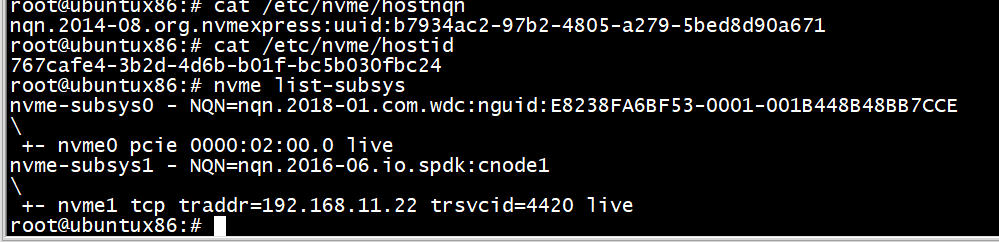 root@ubuntux86:# cat /etc/nvme/hostnqn
nqn.2014-08.org.nvmexpress:uuid:b7934ac2-97b2-4805-a279-5bed8d90a671
root@ubuntux86:# cat /etc/nvme/hostid
767cafe4-3b2d-4d6b-b01f-bc5b030fbc24
root@ubuntux86:# nvme list-subsys
nvme-subsys0 - NQN=nqn.2018-01.com.wdc:nguid:E8238FA6BF53-0001-001B448B48BB7CCE
\
 +- nvme0 pcie 0000:02:00.0 live
nvme-subsys1 - NQN=nqn.2016-06.io.spdk:cnode1
\
 +- nvme1 tcp traddr=192.168.11.22 trsvcid=4420 live
root@ubuntux86:#